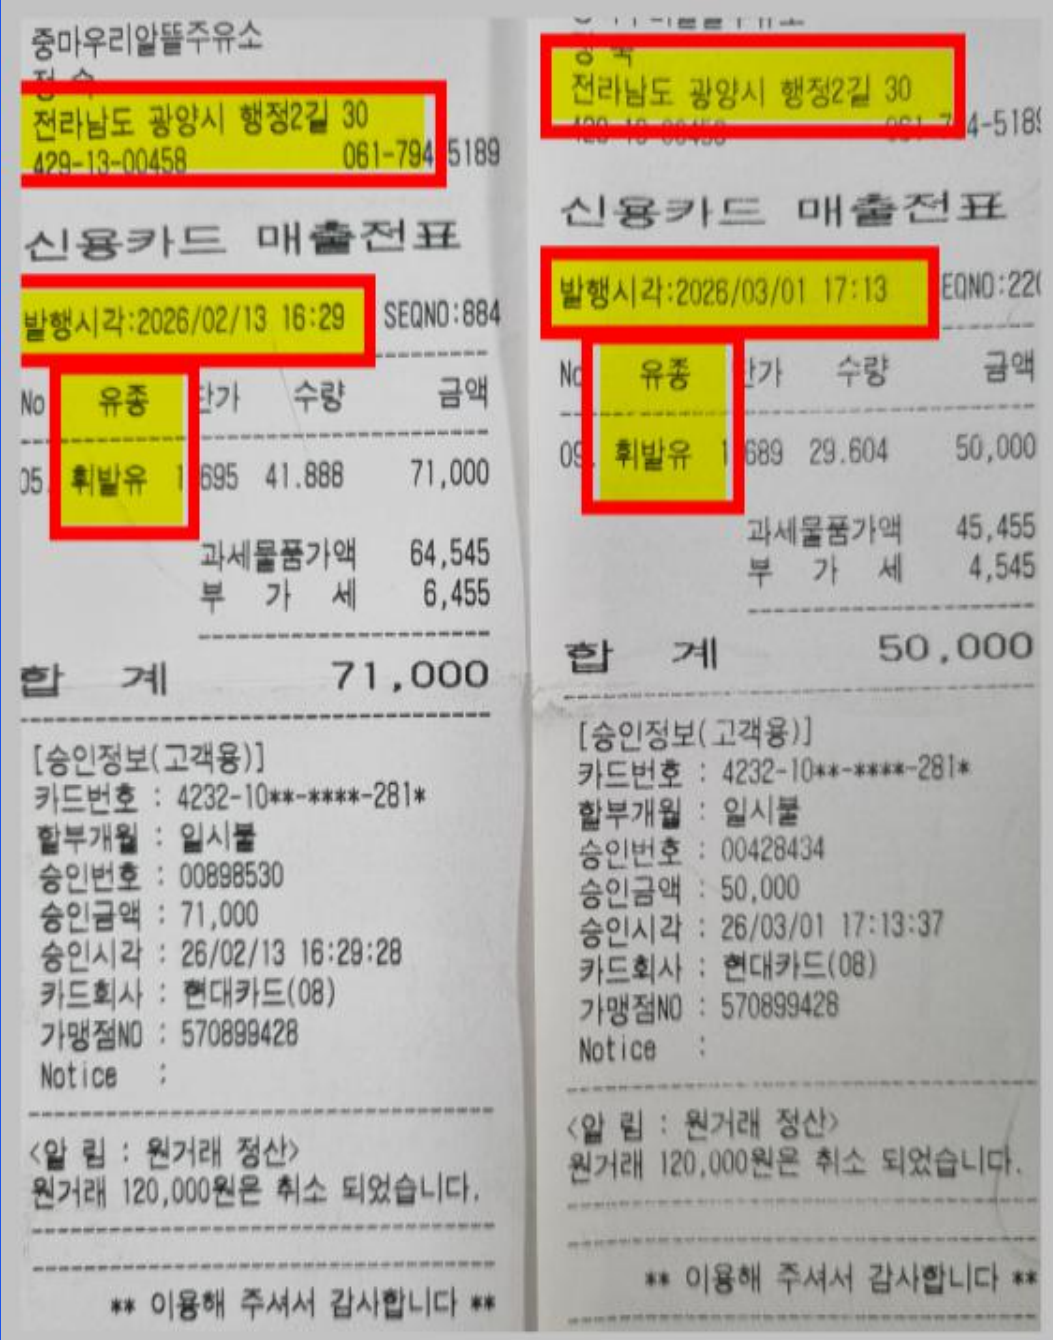 중마우리알뜰주유소
전라남도 광양시 행정2길 30
429-13-00458 061-794 5189
신용카드 매출전표
발행시각:2026/02/13 16:29 SEQNO:884
No 유종 단가 수량 금액
05. 휘발유 1 695 41.888 71,000
과세물품가액 64,545
부 가 세 6,455
합 계 71,000
[승인정보(고객용)]
카드번호 : 4232-10**-****-281*
할부개월 : 일시불
승인번호 : 00898530
승인금액 : 71,000
승인시각 : 26/02/13 16:29:28
카드회사 : 현대카드(08)
가맹점NO : 570899428
Notice :
<알 림 : 원거래 정산>
원거래 120,000원은 취소 되었습니다.
** 이용해 주셔서 감사합니다 **
전라남도 광양시 행정2길 30
신용카드 매출전표
발행시각:2026/03/01 17:13 EQNO:220
No 유종 단가 수량 금액
09. 휘발유 1 689 29.604 50,000
과세물품가액 45,455
부 가 세 4,545
합 계 50,000
[승인정보(고객용)]
카드번호 : 4232-10**-****-281*
할부개월 : 일시불
승인번호 : 00428434
승인금액 : 50,000
승인시각 : 26/03/01 17:13:37
카드회사 : 현대카드(08)
가맹점NO : 570899428
Notice :
<알 림 : 원거래 정산>
원거래 120,000원은 취소 되었습니다.
** 이용해 주셔서 감사합니다 **